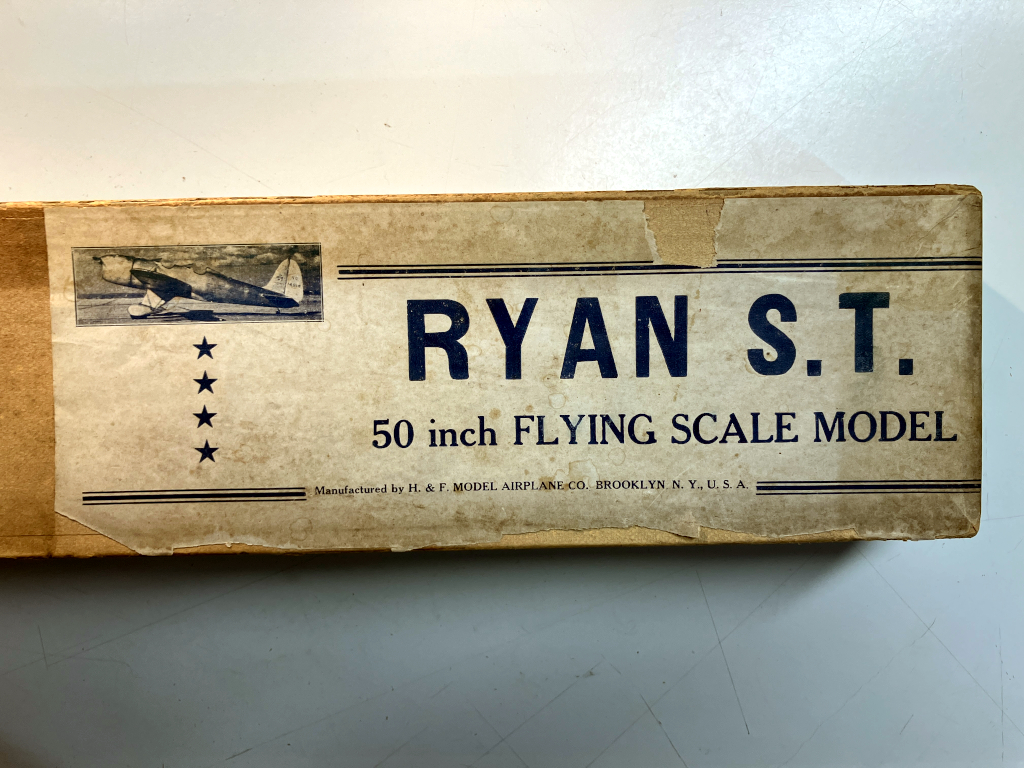 RYAN S.T.
50 inch FLYING SCALE MODEL
Manufactured by H. & F. MODEL AIRPLANE CO. BROOKLYN N. Y., U. S. A.